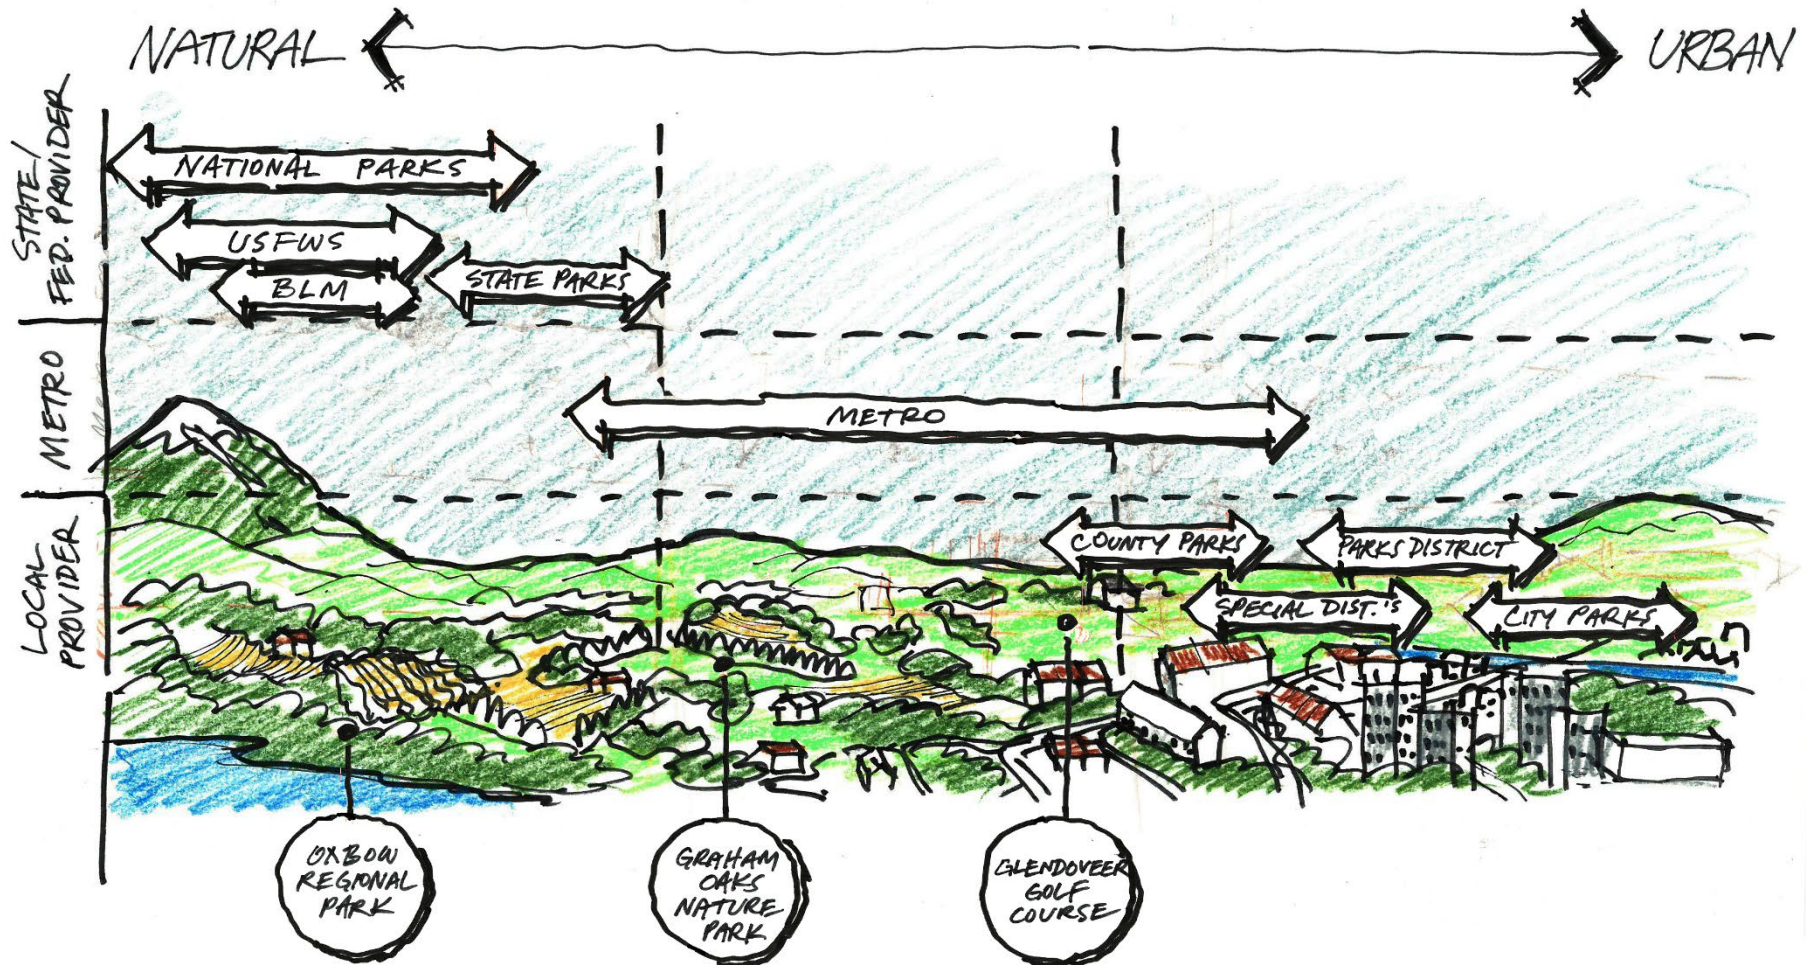 NATURAL
URBAN
STATE/
FED. PROVIDER
NATIONAL PARKS
USFWS
BLM
STATE PARKS
METRO
METRO
LOCAL
PROVIDER
COUNTY PARKS
PARKS DISTRICT
SPECIAL DIST.'S
CITY PARKS
OXBOW
REGIONAL
PARK
GRAHAM
OAKS
NATURE
PARK
GLENDOVEER
GOLF
COURSE